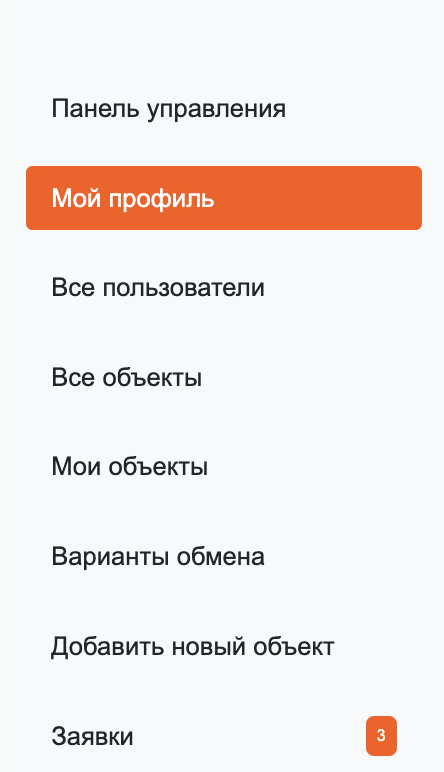 Панель управления
Мой профиль
Все пользователи
Все объекты
Мои объекты
Варианты обмена
Добавить новый объект
Заявки 3